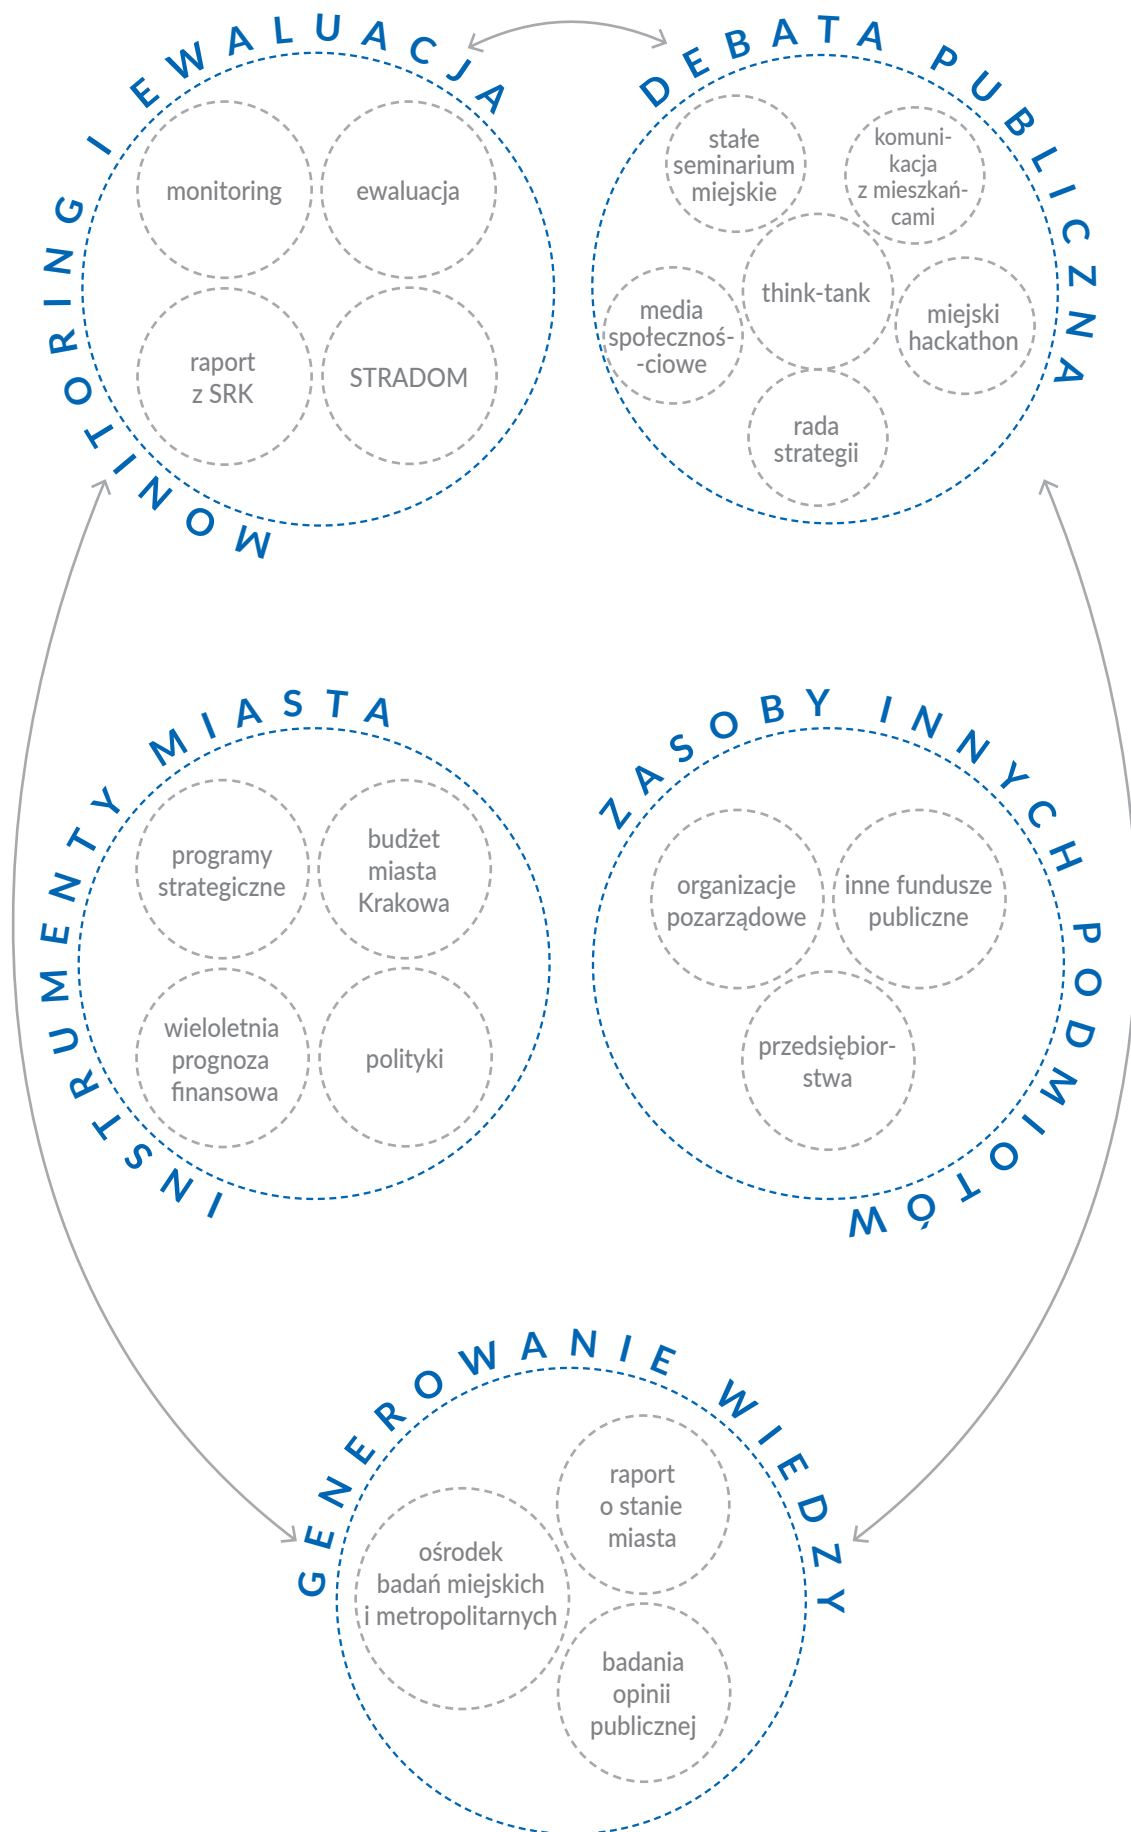 MONITORING I EWALUACJA
monitoring
ewaluacja
raport
z SRK
STRADOM
DEBATA PUBLICZNA
stałe
seminarium
miejskie
komuni-
kacja
z mieszkań-
cami
think-tank
media
społecznoś-
-ciowe
miejski
hackathon
rada
strategii
INSTRUMENTY MIASTA
programy
strategiczne
budżet
miasta
Krakowa
wieloletnia
prognoza
finansowa
polityki
ZASOBY INNYCH PODMIOTÓW
organizacje
pozarządowe
inne fundusze
publiczne
przedsiębior-
stwa
GENEROWANIE WIEDZY
raport
o stanie
miasta
ośrodek
badań miejskich
i metropolitarnych
badania
opinii
publicznej